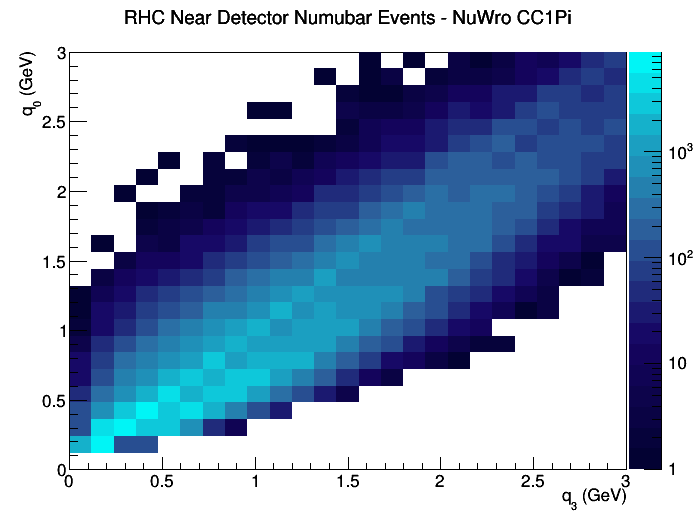 RHC Near Detector Numubar Events - NuWro CC1Pi
q0 (GeV)
3
2.5
2
1.5
1
0.5
0
0 0.5 1 1.5 2 2.5 3
q3 (GeV)
10^3
10^2
10
1